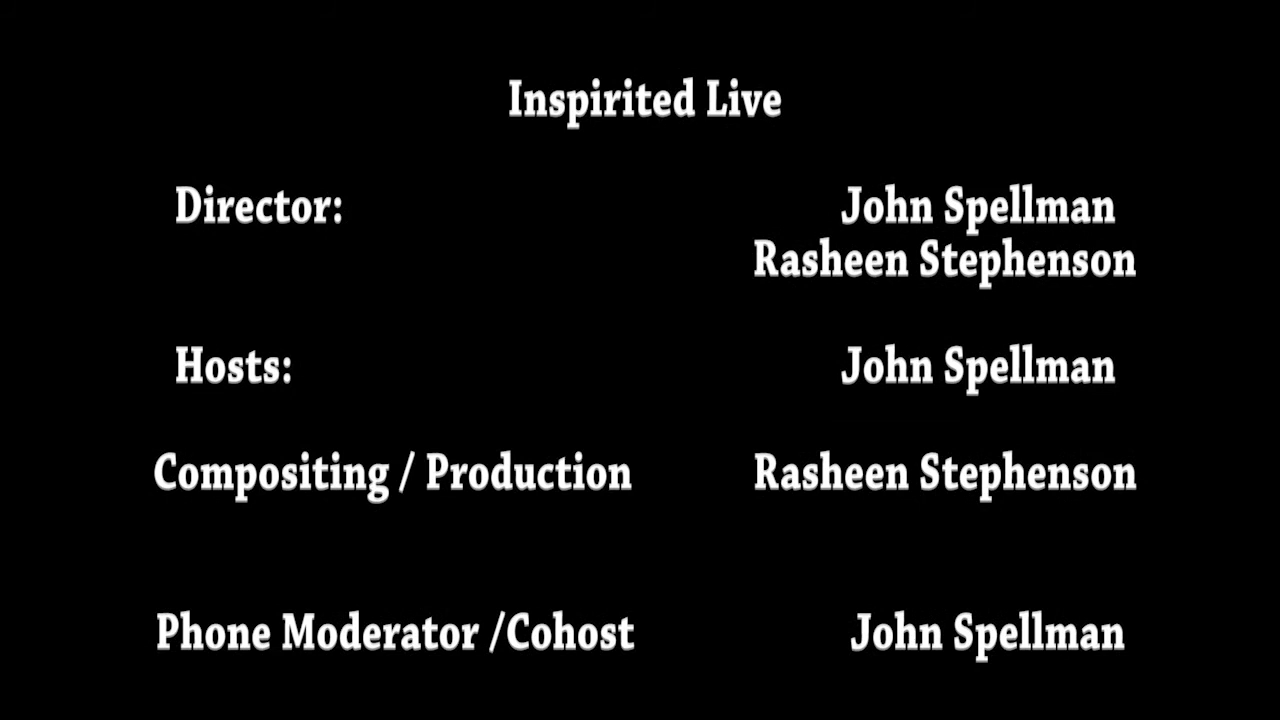 Inspirited Live
Director: John Spellman
Rasheen Stephenson
Hosts: John Spellman
Compositing / Production Rasheen Stephenson
Phone Moderator /Cohost John Spellman